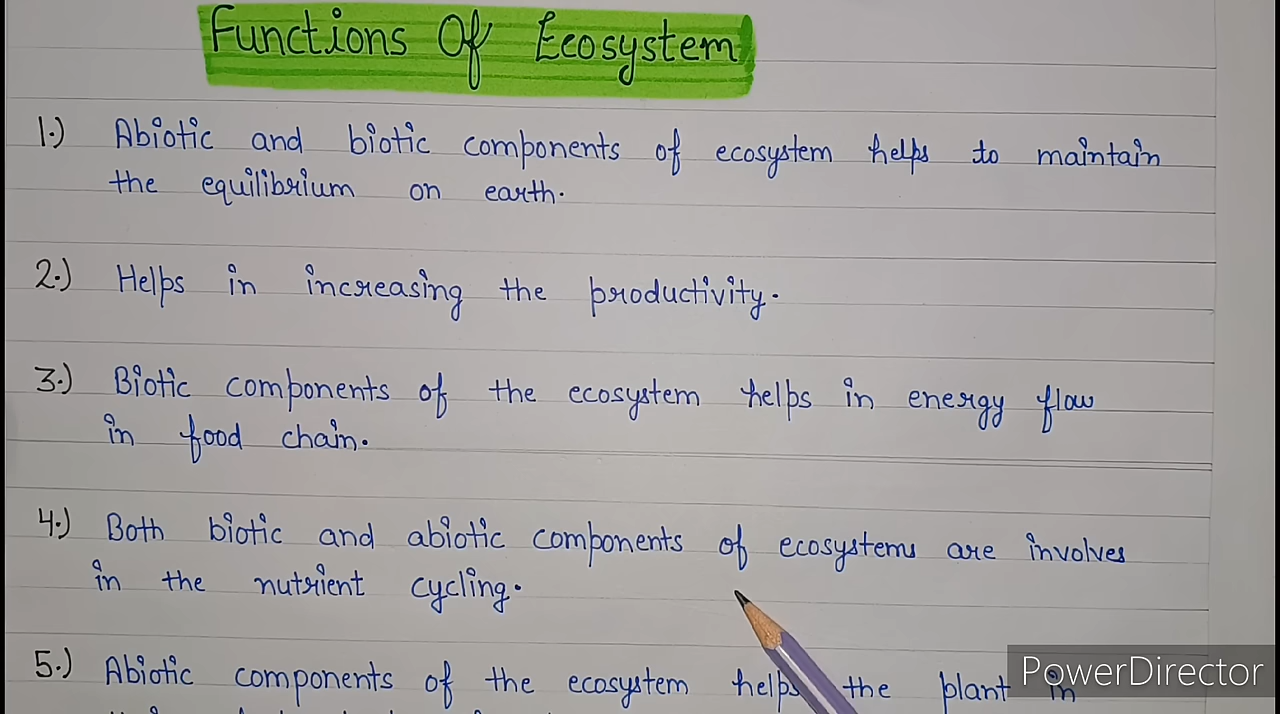 Functions Of Ecosystem
1.) Abiotic and biotic components of ecosystem helps to maintain
the equilibrium on earth.
2.) Helps in increasing the productivity.
3.) Biotic components of the ecosystem helps in energy flow
in food chain.
4.) Both biotic and abiotic components of ecosystems are involves
in the nutrient cycling.
5.) Abiotic components of the ecosystem helps the plant in
PowerDirector